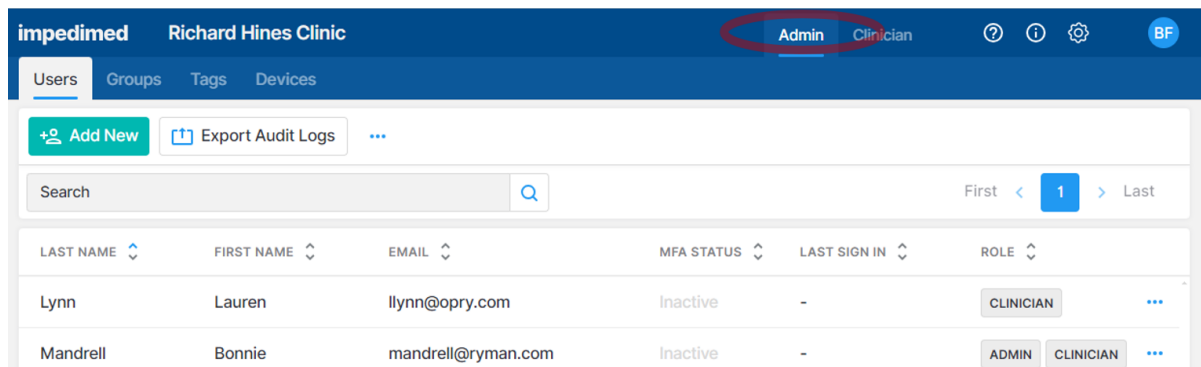 impedimed Richard Hines Clinic Admin Clinician BF
Users Groups Tags Devices
Add New Export Audit Logs
Search First 1 Last
LAST NAME FIRST NAME EMAIL MFA STATUS LAST SIGN IN ROLE
Lynn Lauren llynn@opry.com Inactive - CLINICIAN
Mandrell Bonnie mandrell@ryman.com Inactive - ADMIN CLINICIAN